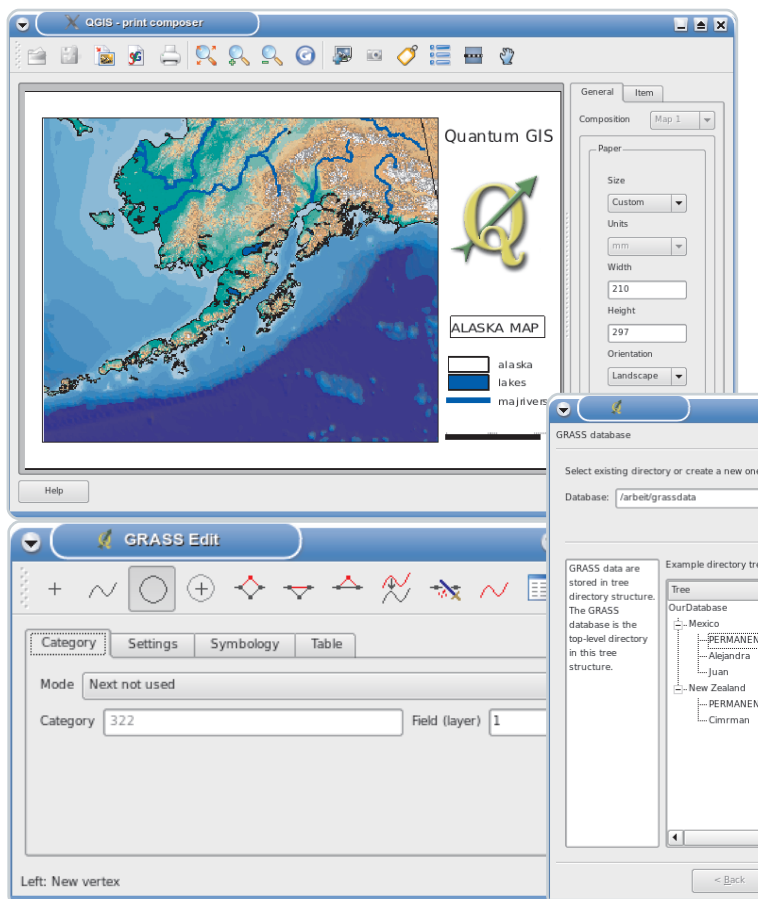 QGIS - print composer
General
Item
Composition
Map 1
Paper
Size
Custom
Units
mm
Width
210
Height
297
Orientation
Landscape
Quantum GIS
Q
ALASKA MAP
alaska
lakes
majrivers
Help
GRASS database
Select existing directory or create a new one
Database:
/arbeit/grassdata
GRASS data are
stored in tree
directory structure.
The GRASS
database is the
top-level directory
in this tree
structure.
Example directory tre
Tree
OurDatabase
Mexico
PERMANEN
Alejandra
Juan
New Zealand
PERMANEN
Cimrman
< Back
GRASS Edit
Category
Settings
Symbology
Table
Mode
Next not used
Category
322
Field (layer)
1
Left: New vertex